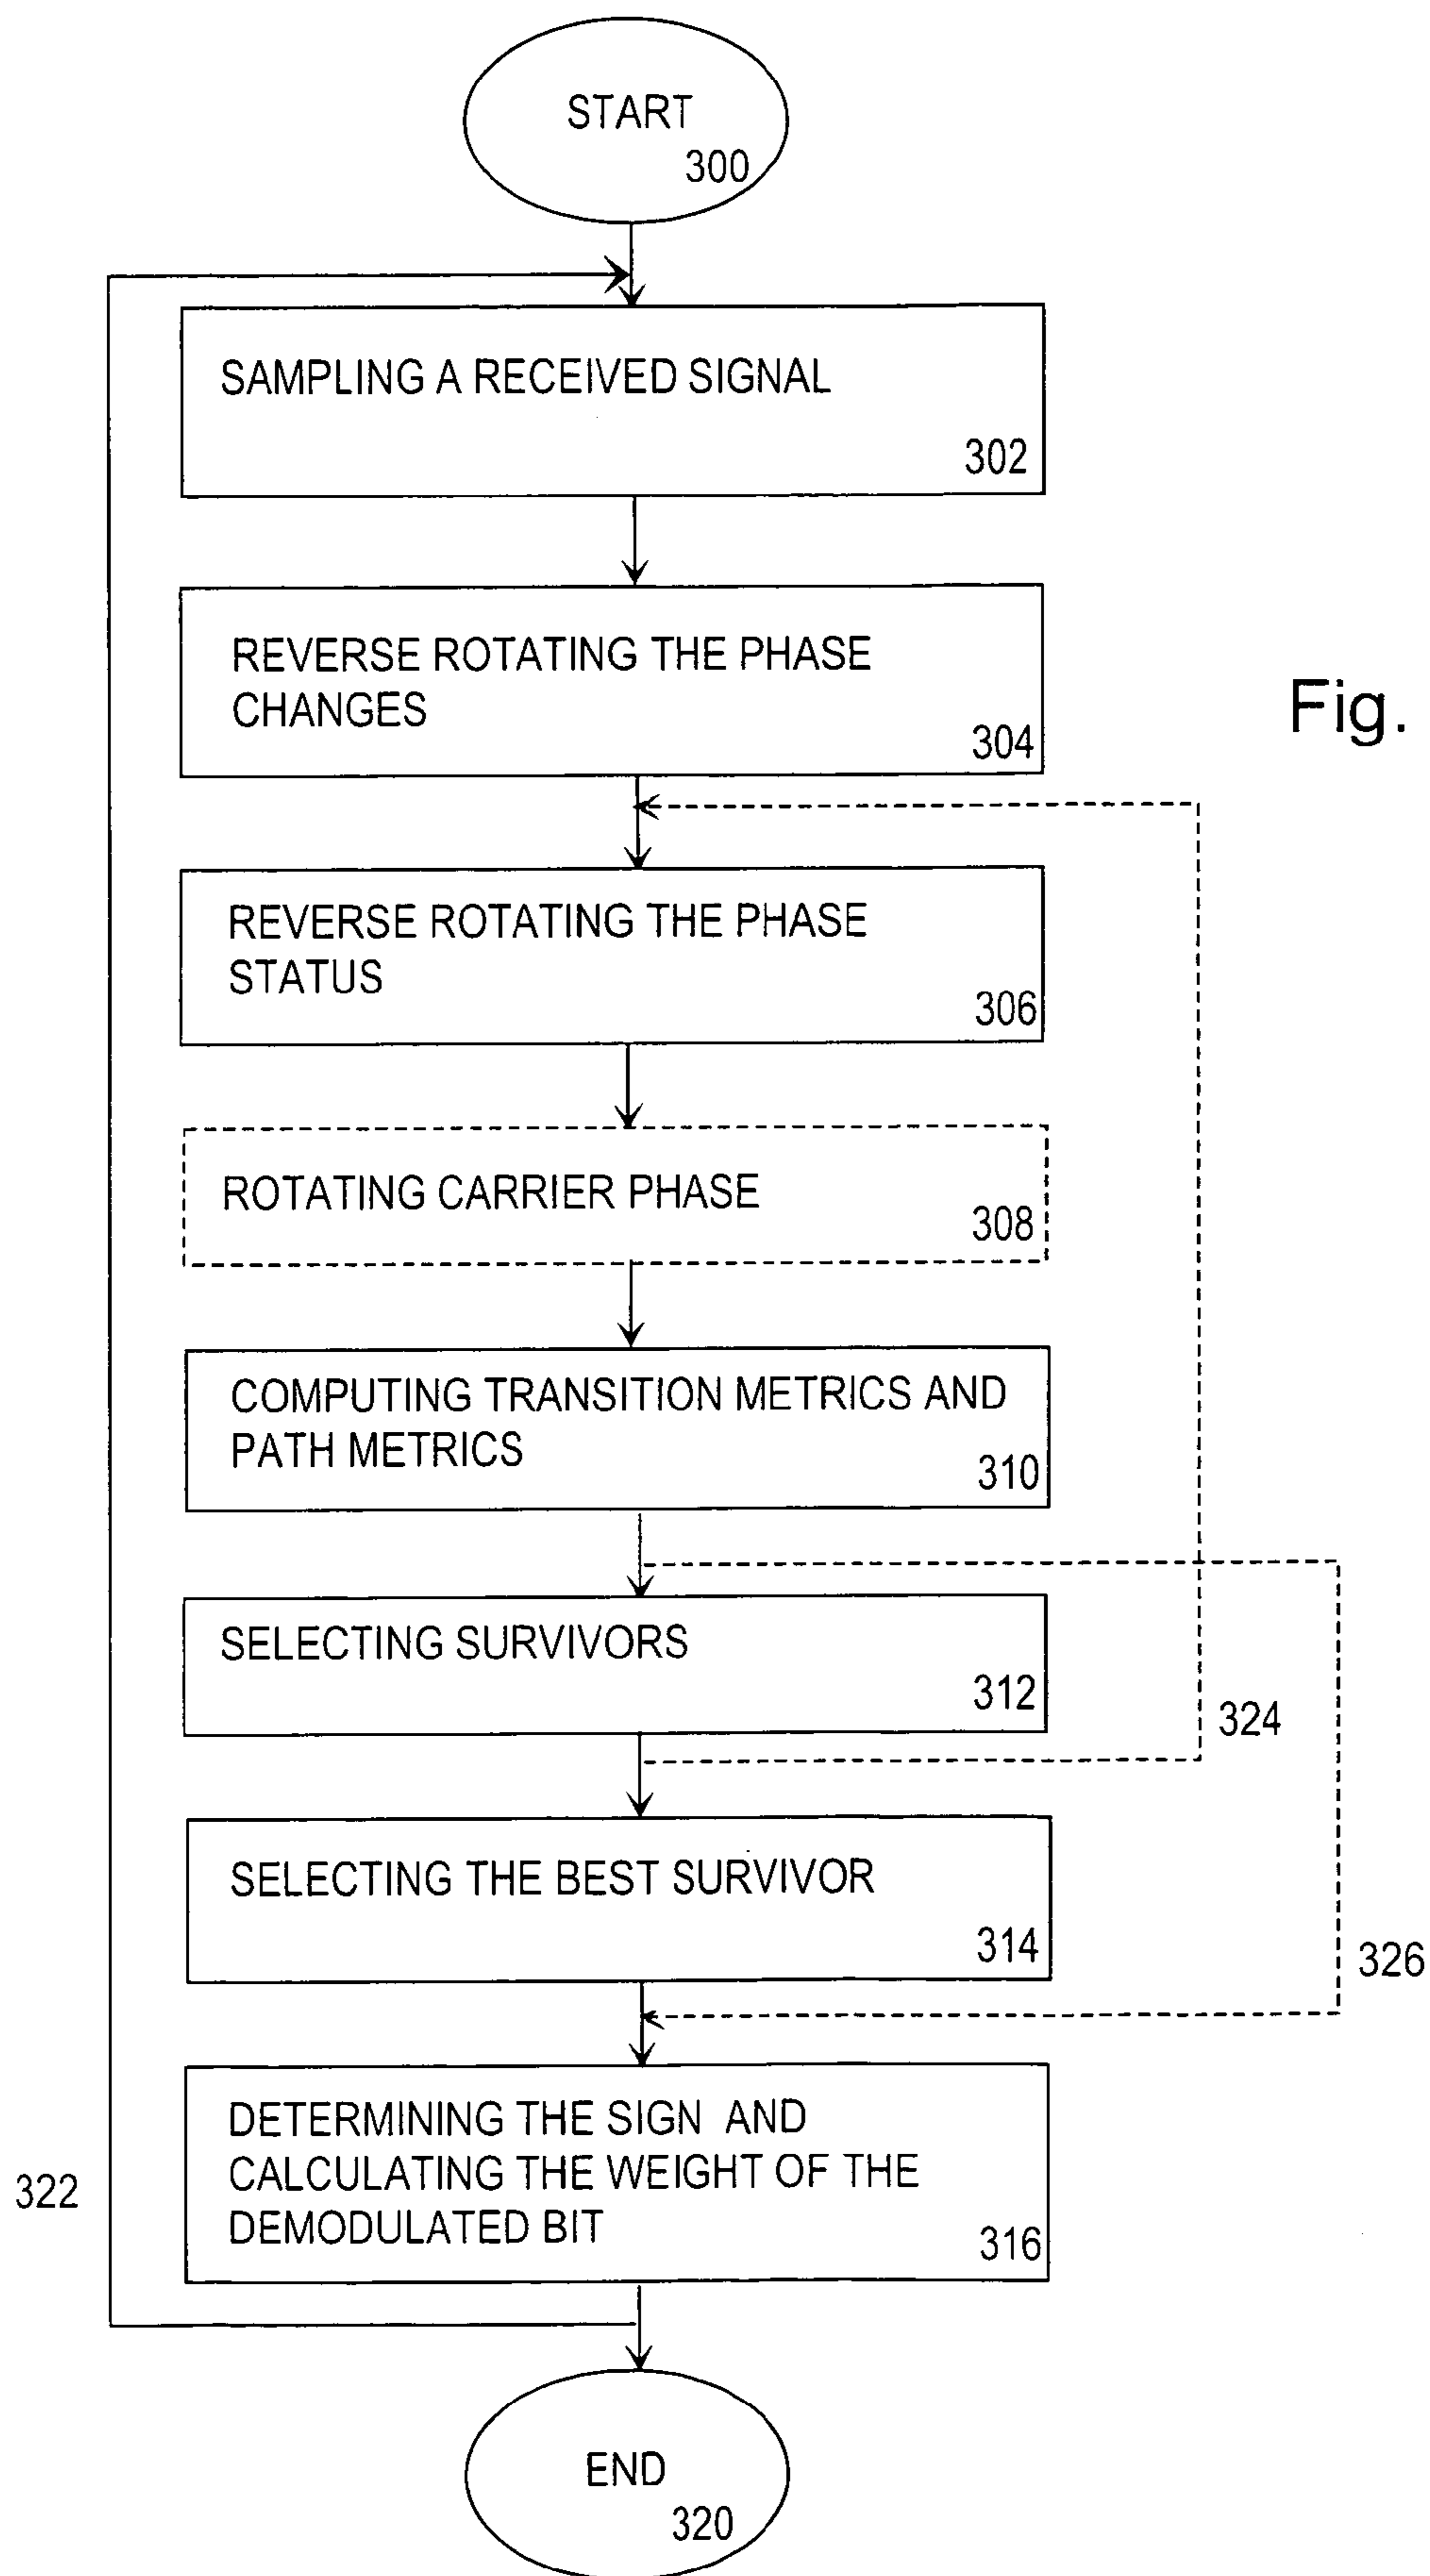 START
300
SAMPLING A RECEIVED SIGNAL
302
REVERSE ROTATING THE PHASE
CHANGES
304
Fig.
REVERSE ROTATING THE PHASE
STATUS
306
ROTATING CARRIER PHASE
308
COMPUTING TRANSITION METRICS AND
PATH METRICS
310
SELECTING SURVIVORS
312
324
SELECTING THE BEST SURVIVOR
314
326
DETERMINING THE SIGN AND
CALCULATING THE WEIGHT OF THE
DEMODULATED BIT
316
322
END
320